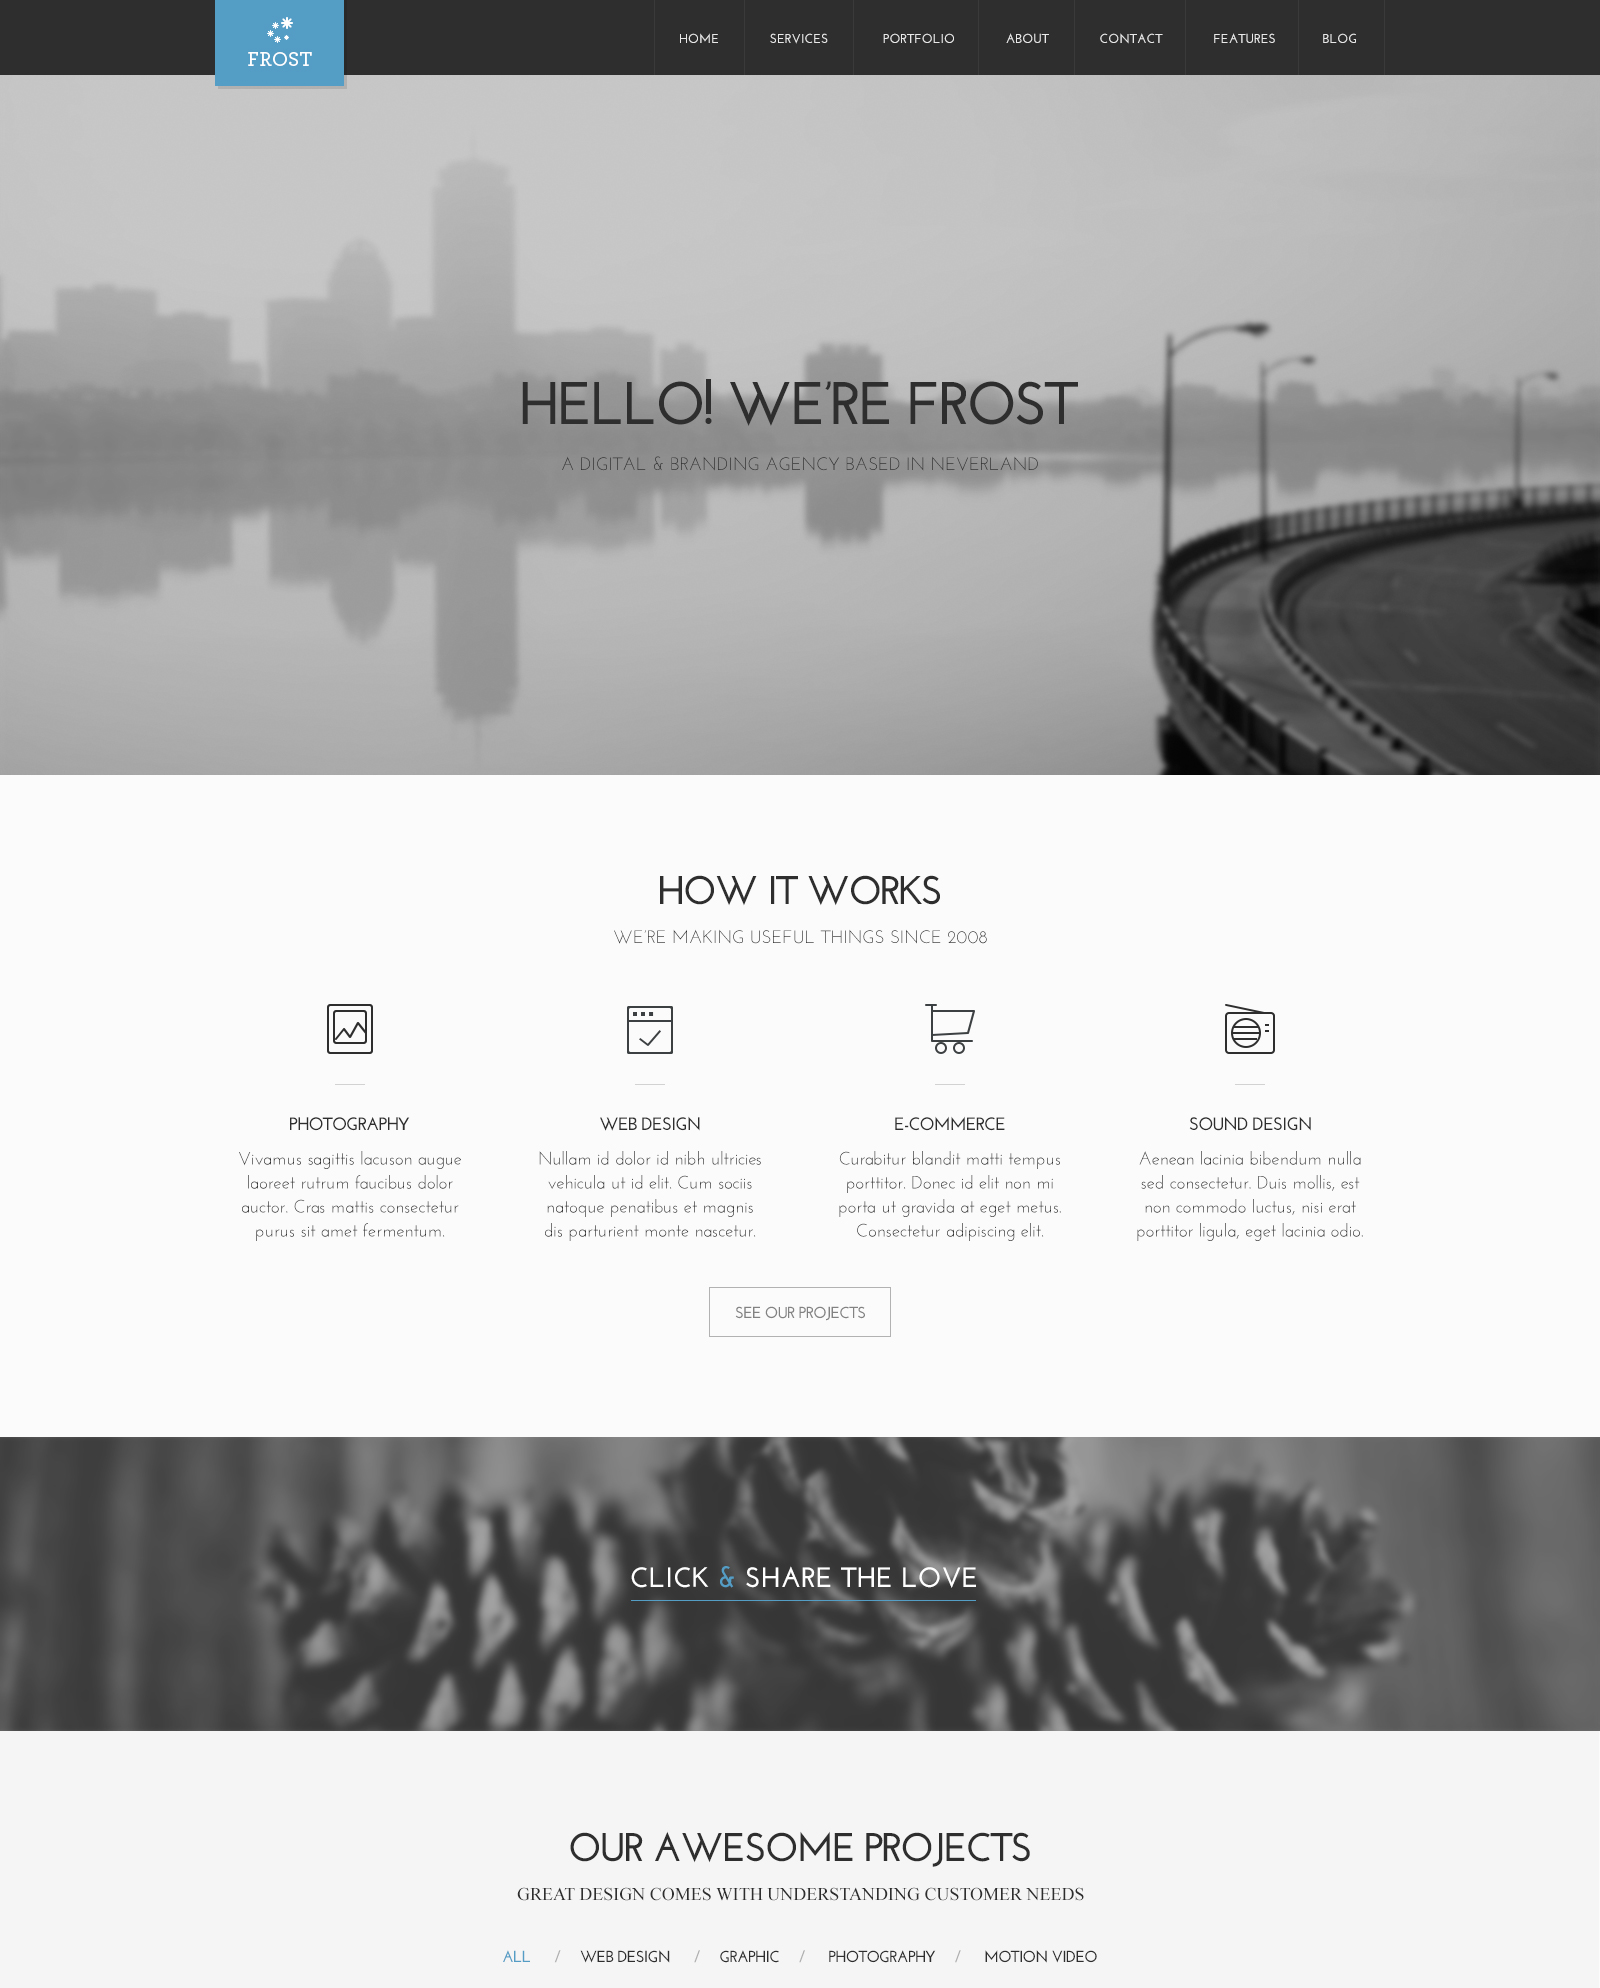 FROST
HOME SERVICES PORTFOLIO ABOUT CONTACT FEATURES BLOG
HELLO! WE'RE FROST
A DIGITAL & BRANDING AGENCY BASED IN NEVERLAND
HOW IT WORKS
WE'RE MAKING USEFUL THINGS SINCE 2008
PHOTOGRAPHY
Vivamus sagittis lacuson augue
laoreet rutrum faucibus dolor
auctor. Cras mattis consectetur
purus sit amet fermentum.
WEB DESIGN
Nullam id dolor id nibh ultricies
vehicula ut id elit. Cum sociis
natoque penatibus et magnis
dis parturient monte nascetur.
E-COMMERCE
Curabitur blandit matti tempus
porttitor. Donec id elit non mi
porta ut gravida at eget metus.
Consectetur adipiscing elit.
SOUND DESIGN
Aenean lacinia bibendum nulla
sed consectetur. Duis mollis, est
non commodo luctus, nisi erat
porttitor ligula, eget lacinia odio.
SEE OUR PROJECTS
CLICK & SHARE THE LOVE
OUR AWESOME PROJECTS
GREAT DESIGN COMES WITH UNDERSTANDING CUSTOMER NEEDS
ALL / WEB DESIGN / GRAPHIC / PHOTOGRAPHY / MOTION VIDEO